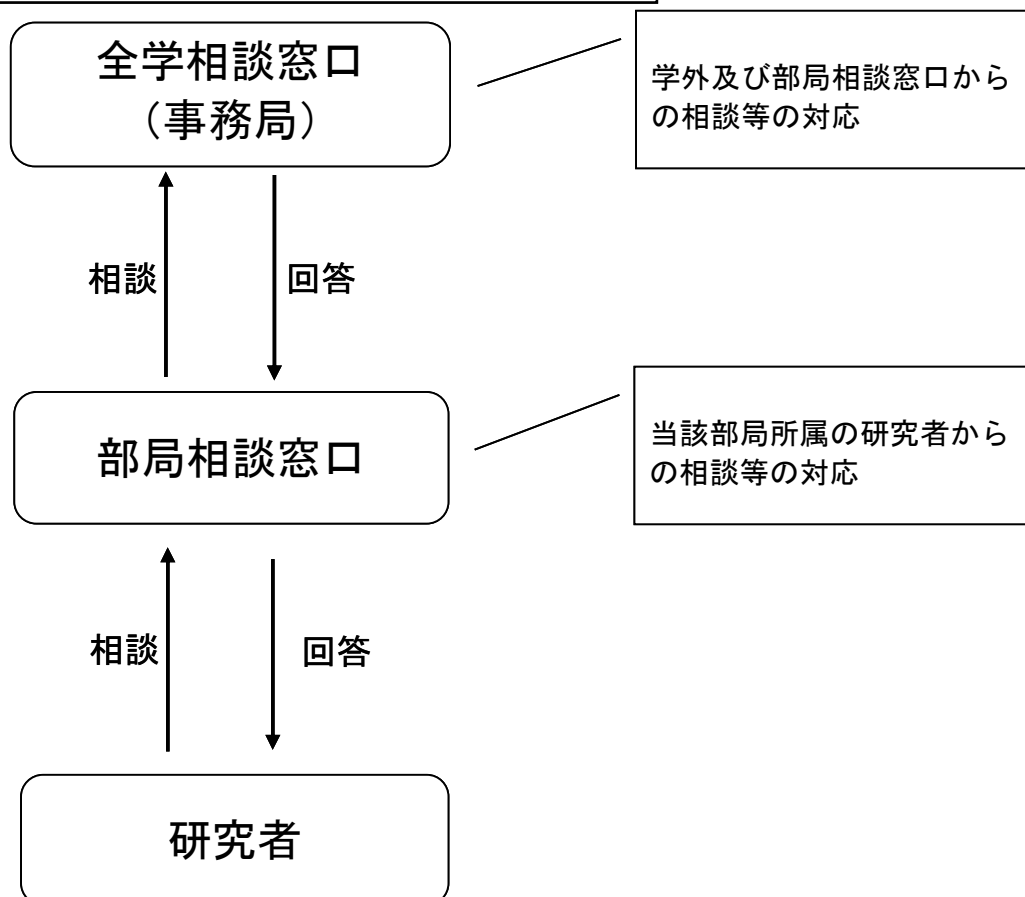 全学相談窓口
（事務局）
学外及び部局相談窓口から
の相談等の対応
相談
回答
部局相談窓口
当該部局所属の研究者から
の相談等の対応
相談
回答
研究者